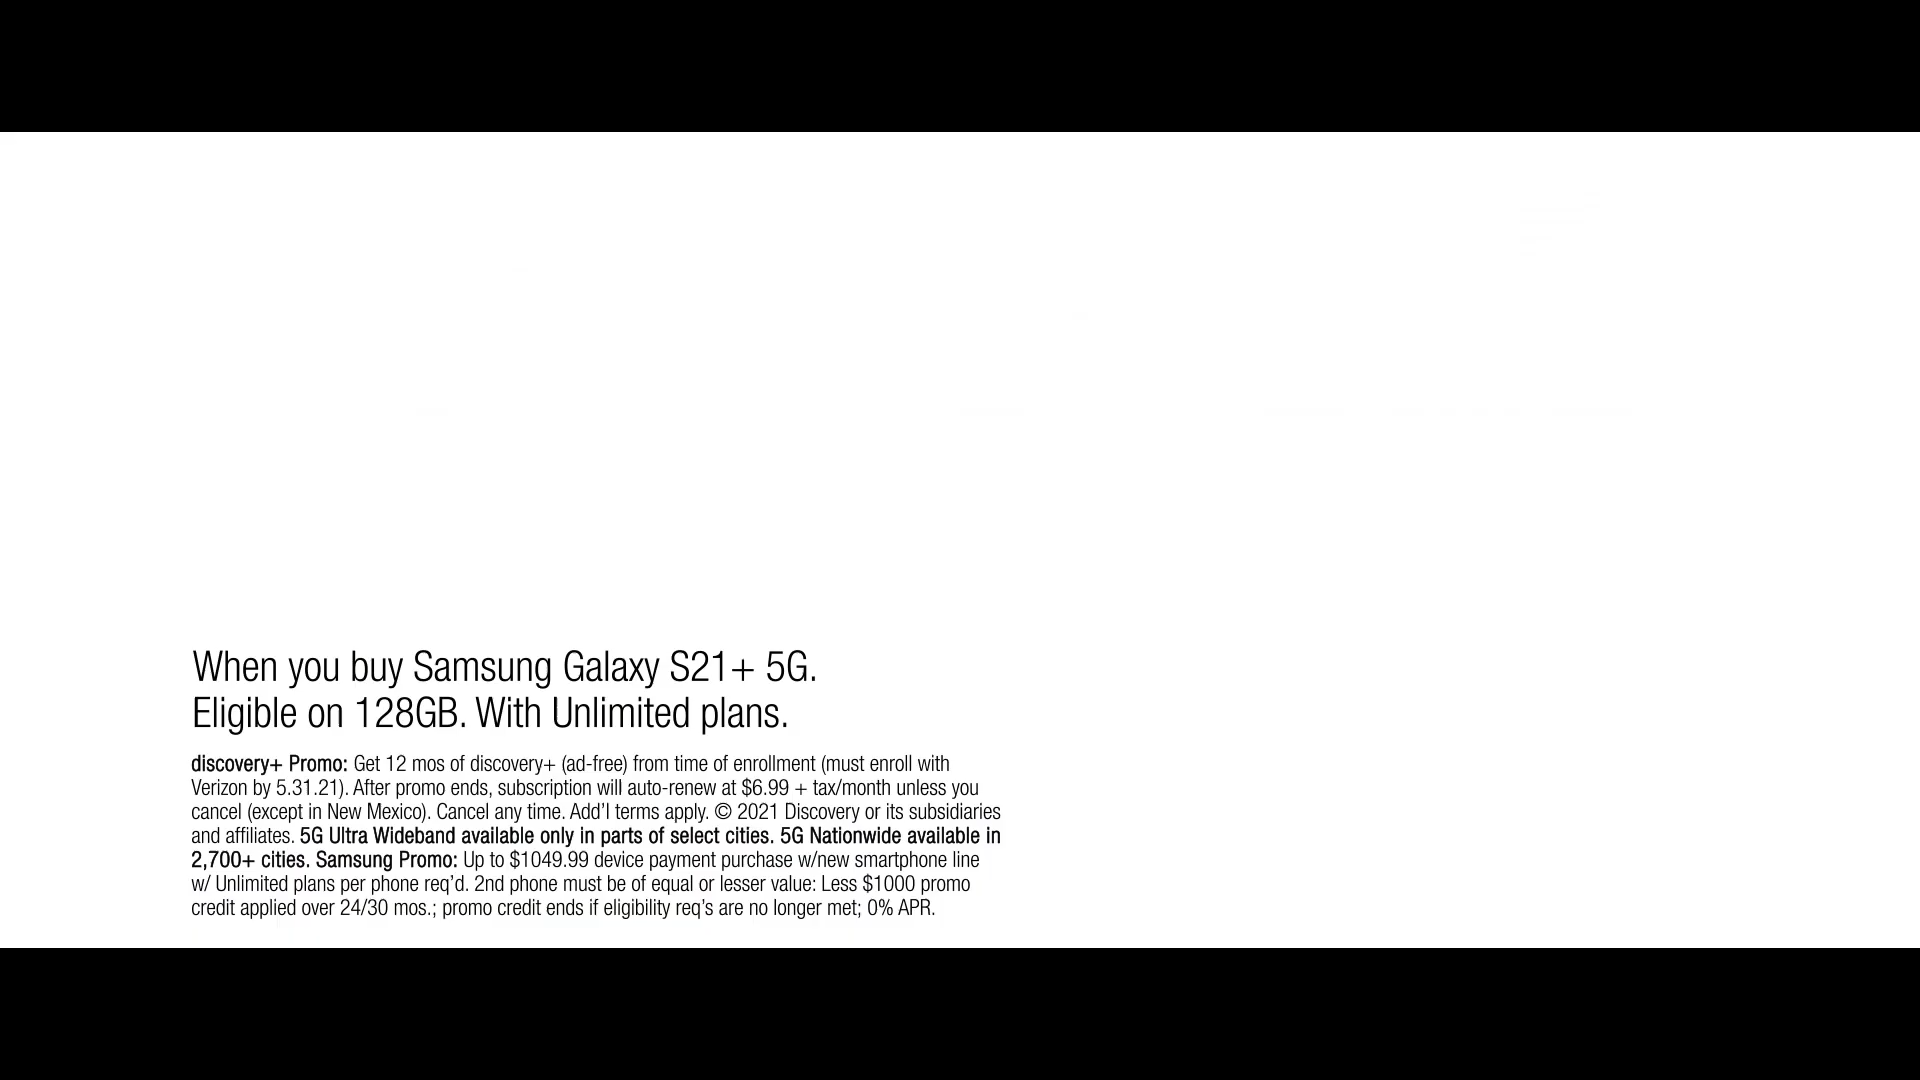 When you buy Samsung Galaxy S21+ 5G.
Eligible on 128GB. With Unlimited plans.
discovery+ Promo: Get 12 mos of discovery+ (ad-free) from time of enrollment (must enroll with
Verizon by 5.31.21). After promo ends, subscription will auto-renew at $6.99 + tax/month unless you
cancel (except in New Mexico). Cancel any time. Add’l terms apply. © 2021 Discovery or its subsidiaries
and affiliates. 5G Ultra Wideband available only in parts of select cities. 5G Nationwide available in
2,700+ cities. Samsung Promo: Up to $1049.99 device payment purchase w/new smartphone line
w/ Unlimited plans per phone req’d. 2nd phone must be of equal or lesser value: Less $1000 promo
credit applied over 24/30 mos.; promo credit ends if eligibility req’s are no longer met; 0% APR.